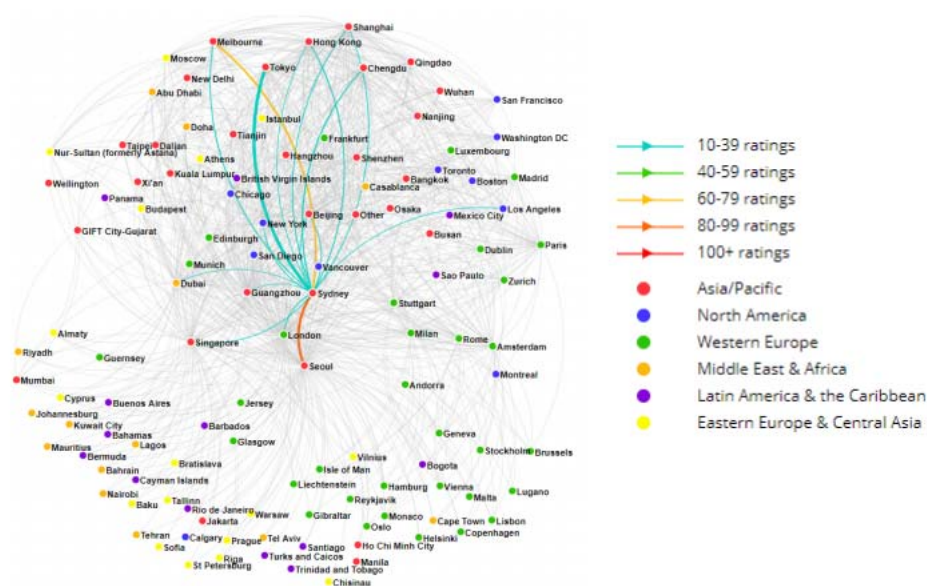 Shanghai
Melbourne
Hong Kong
Moscow
Tokyo
Chengdu
Qingdao
New Delhi
Abu Dhabi
Wuhan
San Francisco
Istanbul
Nanjing
Doha
Tianjin
Frankfurt
Washington DC
Nur-Sultan (formerly Astana)
Taipei
Dalian
Luxembourg
Athens
Hangzhou
Shenzhen
Kuala Lumpur
Toronto
Wellington
Xi'an
British Virgin Islands
Bangkok
Boston
Madrid
Casablanca
Panama
Chicago
Budapest
Osaka
Los Angeles
Beijing
Other
Mexico City
New York
GIFT City-Gujarat
Edinburgh
Busan
Paris
San Diego
Dublin
Munich
Vancouver
Sao Paulo
Dubai
Zurich
Guangzhou
Sydney
Stuttgart
Almaty
London
Milan
Rome
Singapore
Amsterdam
Riyadh
Guernsey
Seoul
Montreal
Mumbai
Andorra
Cyprus
Buenos Aires
Jersey
Johannesburg
Kuwait City
Barbados
Bahamas
Geneva
Mauritius
Lagos
Glasgow
Bermuda
Stockholm
Brussels
Bratislava
Vilnius
Bahrain
Isle of Man
Bogota
Cayman Islands
Liechtenstein
Hamburg
Vienna
Lugano
Nairobi
Tallinn
Reykjavik
Malta
Baku
Rio de Janeiro
Warsaw
Gibraltar
Monaco
Jakarta
Oslo
Cape Town
Lisbon
Tehran
Calgary
Prague
Tel Aviv
Helsinki
Copenhagen
Sofia
Santiago
Ho Chi Minh City
Riga
Turks and Caicos
St Petersburg
Trinidad and Tobago
Manila
Chisinau
10-39 ratings
40-59 ratings
60-79 ratings
80-99 ratings
100+ ratings
Asia/Pacific
North America
Western Europe
Middle East & Africa
Latin America & the Caribbean
Eastern Europe & Central Asia